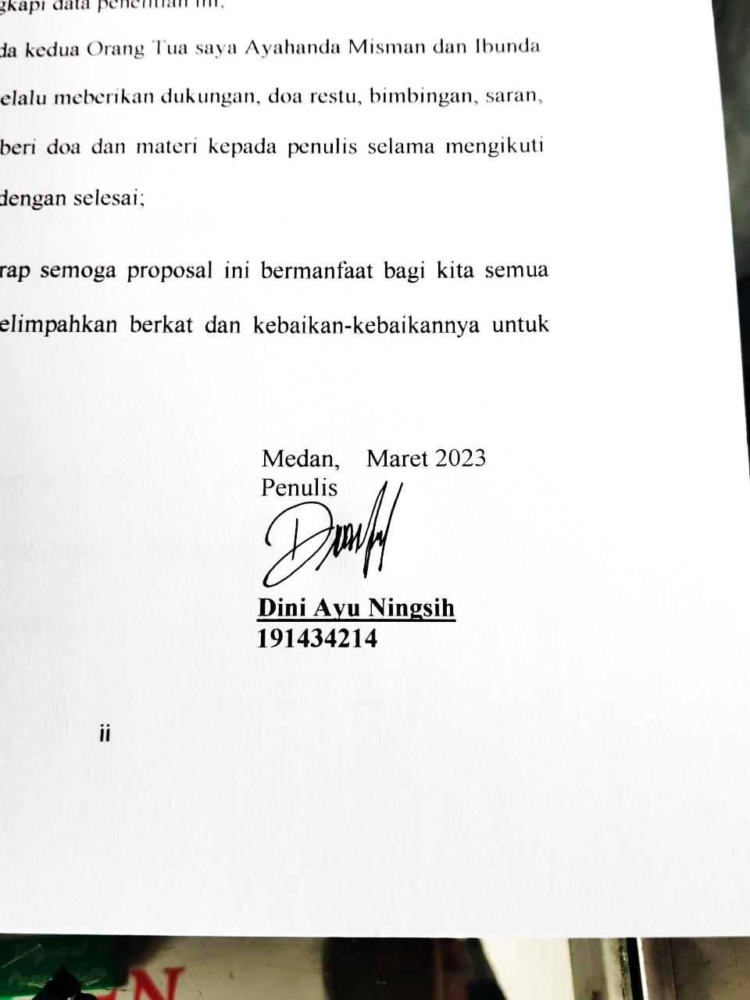 gkapi data penelitian ini;
da kedua Orang Tua saya Ayahanda Misman dan Ibunda
elalu meberikan dukungan, doa restu, bimbingan, saran,
beri doa dan materi kepada penulis selama mengikuti
dengan selesai;
rap semoga proposal ini bermanfaat bagi kita semua
elimpahkan berkat dan kebaikan-kebaikannya untuk
Medan, Maret 2023
Penulis
Dini Ayu Ningsih
191434214
ii